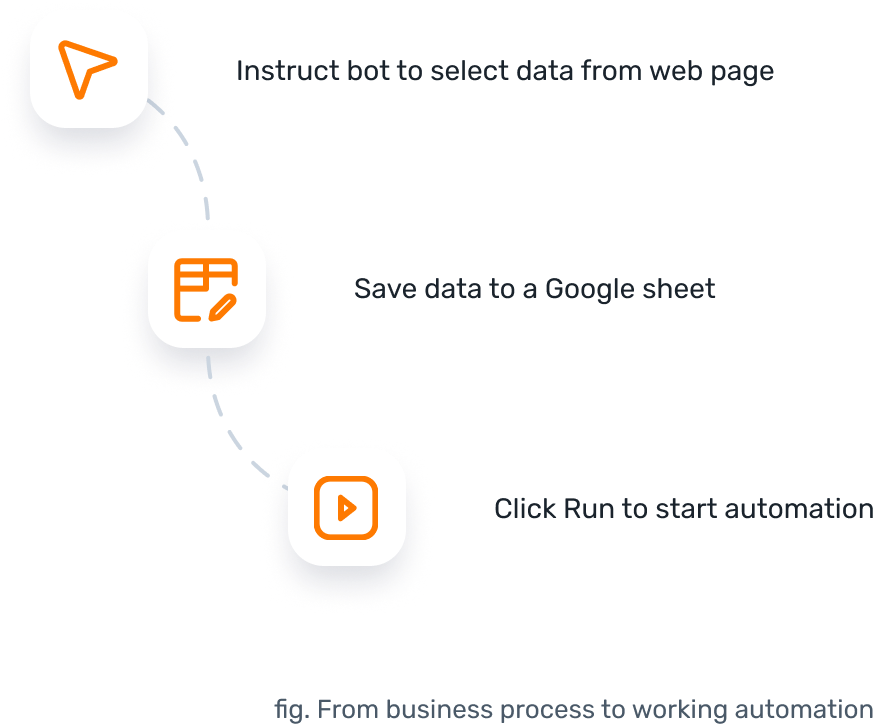 Instruct bot to select data from web page
Save data to a Google sheet
Click Run to start automation
fig. From business process to working automation